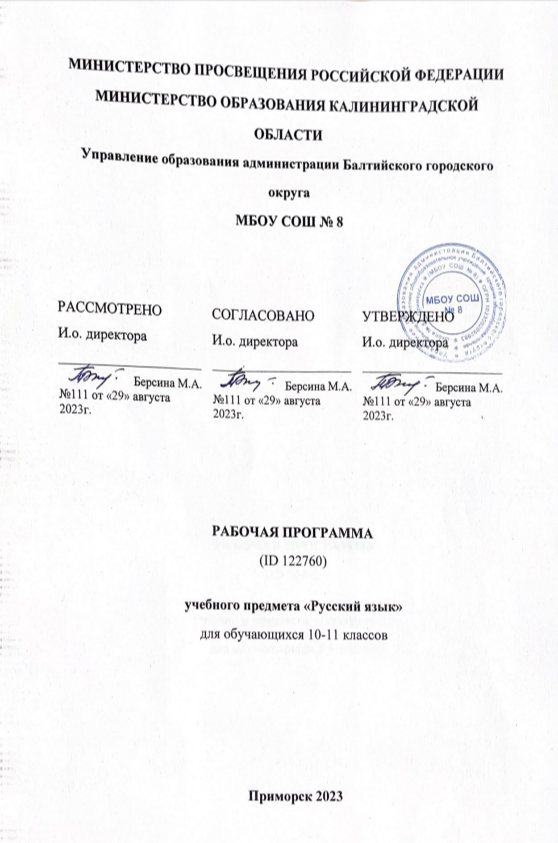 МИНИСТЕРСТВО ПРОСВЕЩЕНИЯ РОССИЙСКОЙ ФЕДЕРАЦИИ
МИНИСТЕРСТВО ОБРАЗОВАНИЯ КАЛИНИНГРАДСКОЙ
ОБЛАСТИ
Управление образования администрации Балтийского городского
округа
МБОУ СОШ № 8
РАССМОТРЕНО
И.о. директора
Берсина М.А.
№111 от «29» августа
2023г.
СОГЛАСОВАНО
И.о. директора
Берсина М.А.
№111 от «29» августа
2023г.
УТВЕРЖДЕНО
И.о. директора
Берсина М.А.
№111 от «29» августа
2023г.
МБОУ СОШ
№ 8
РАБОЧАЯ ПРОГРАММА
(ID 122760)
учебного предмета «Русский язык»
для обучающихся 10-11 классов
Приморск 2023